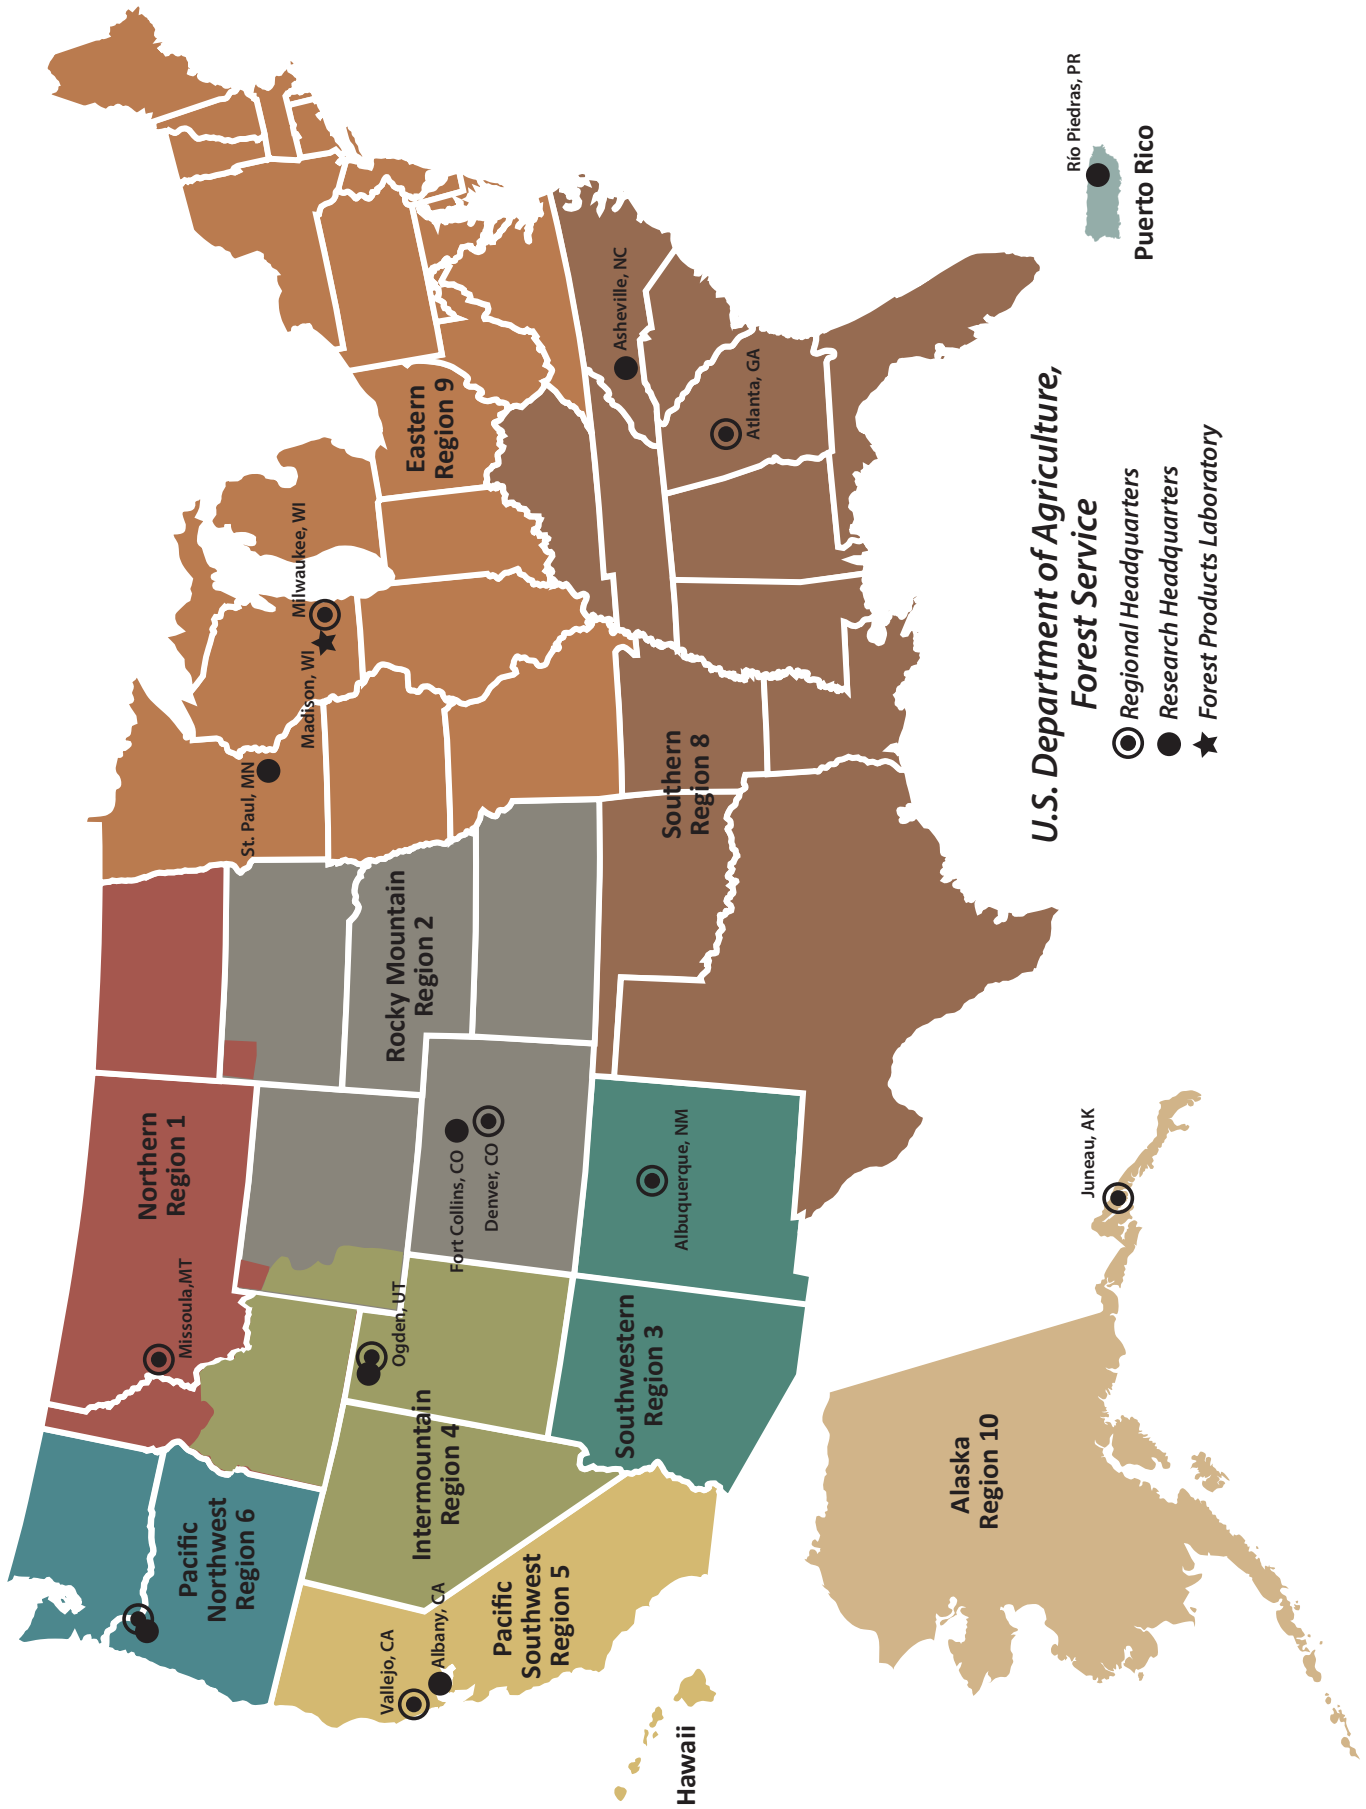 Pacific
Northwest
Region 6
Northern
Region 1
Missoula,MT
Rocky Mountain
Region 2
Fort Collins, CO
Denver, CO
Intermountain
Region 4
Ogden, UT
Pacific
Southwest
Region 5
Vallejo, CA
Albany, CA
Southwestern
Region 3
Albuquerque, NM
St. Paul, MN
Madison, WI
Milwaukee, WI
Eastern
Region 9
Southern
Region 8
Asheville, NC
Atlanta, GA
Hawaii
Alaska
Region 10
Juneau, AK
Río Piedras, PR
Puerto Rico
U.S. Department of Agriculture,
Forest Service
Regional Headquarters
Research Headquarters
Forest Products Laboratory